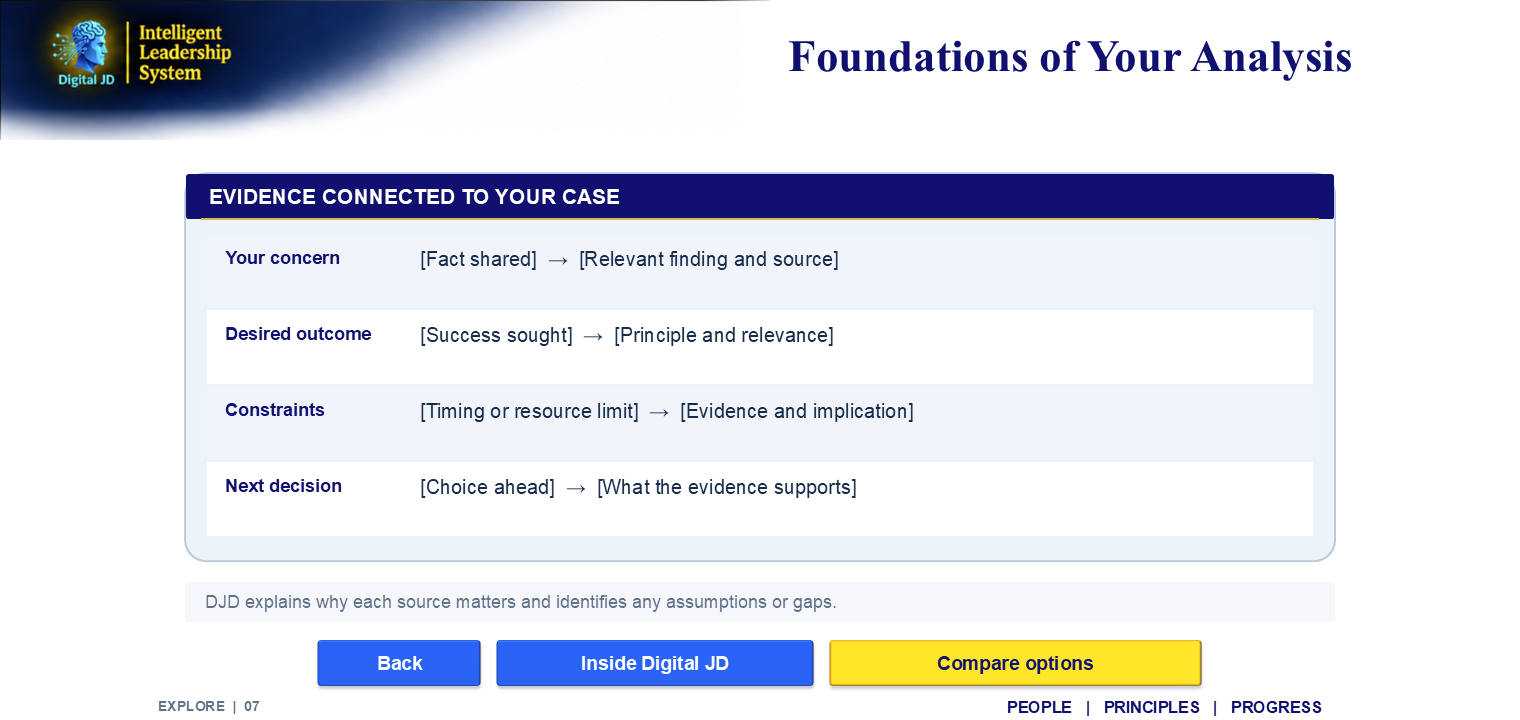 Digital JD
Intelligent
Leadership
System
Foundations of Your Analysis
EVIDENCE CONNECTED TO YOUR CASE
Your concern [Fact shared] → [Relevant finding and source]
Desired outcome [Success sought] → [Principle and relevance]
Constraints [Timing or resource limit] → [Evidence and implication]
Next decision [Choice ahead] → [What the evidence supports]
DJD explains why each source matters and identifies any assumptions or gaps.
Back Inside Digital JD Compare options
EXPLORE | 07 PEOPLE | PRINCIPLES | PROGRESS